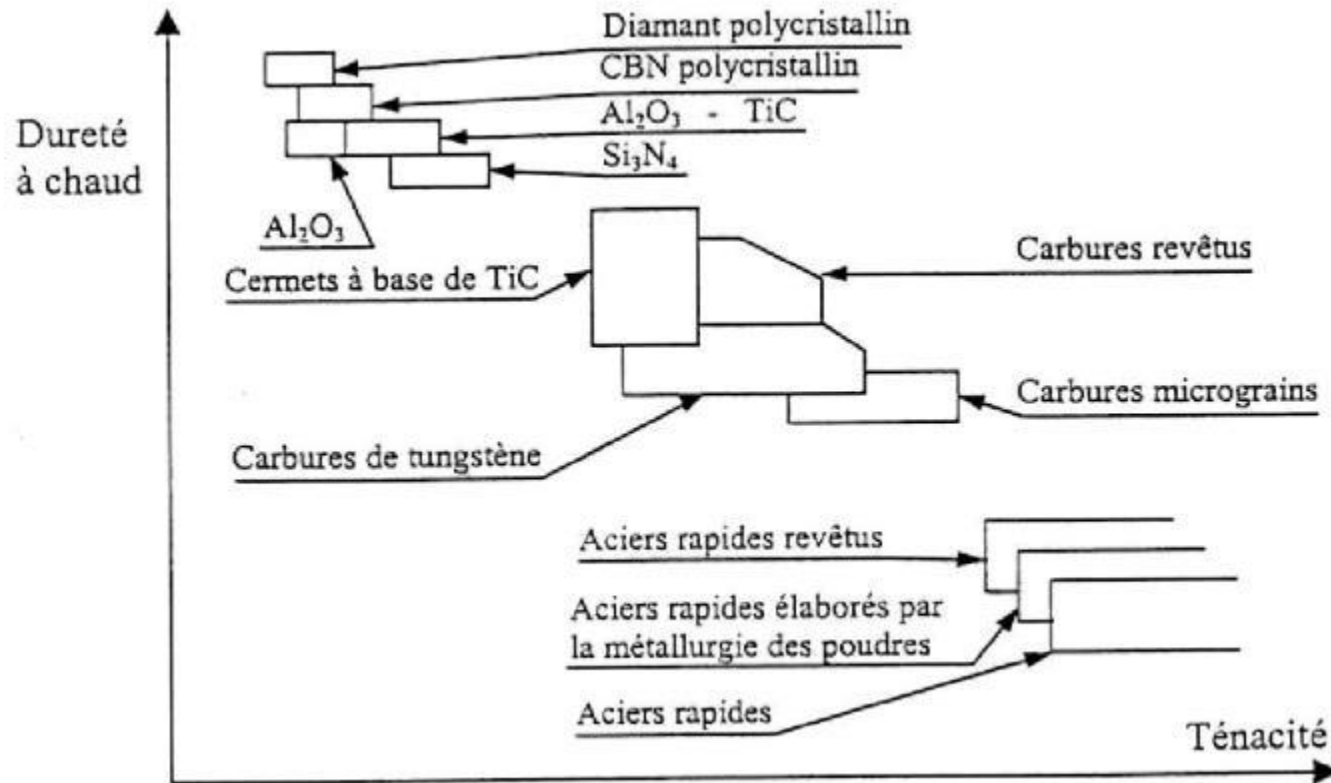 Diamant polycristallin
CBN polycristallin
Al₂O₃ - TiC
Si₃N₄
Dureté
à chaud
Al₂O₃
Cermets à base de TiC
Carbures revêtus
Carbures micrograins
Carbures de tungstène
Aciers rapides revêtus
Aciers rapides élaborés par
la métallurgie des poudres
Aciers rapides
Ténacité